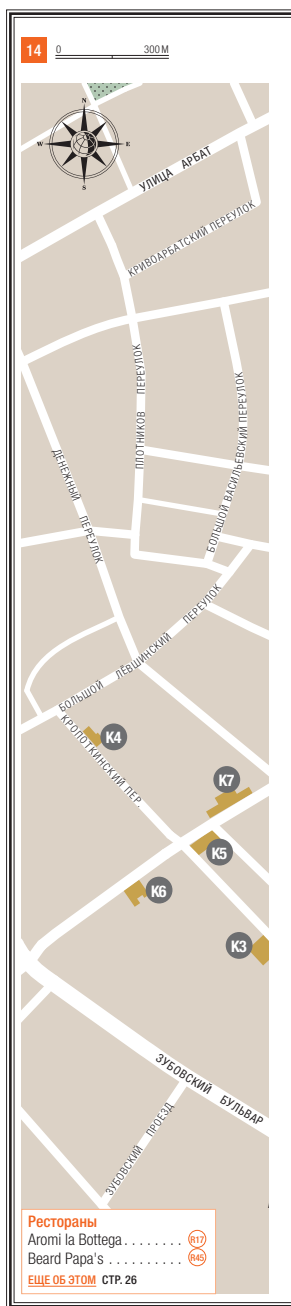 14
0 300 М
N
W E
S
УЛИЦА АРБАТ
КРИВОАРБАТСКИЙ ПЕРЕУЛОК
ПЛОТНИКОВ ПЕРЕУЛОК
БОЛЬШОЙ ВАСИЛЬЕВСКИЙ ПЕРЕУЛОК
ДЕНЕЖНЫЙ ПЕРЕУЛОК
БОЛЬШОЙ ЛЁВШИНСКИЙ ПЕРЕУЛОК
КРОПОТКИНСКИЙ ПЕР.
K4
K7
K5
K6
K3
ЗУБОВСКИЙ БУЛЬВАР
ЗУБОВСКИЙ ПРОЕЗД
Рестораны
Aromi la Bottega . . . . . . . . R17
Beard Papa's . . . . . . . . . . R45
ЕЩЕ ОБ ЭТОМ СТР. 26